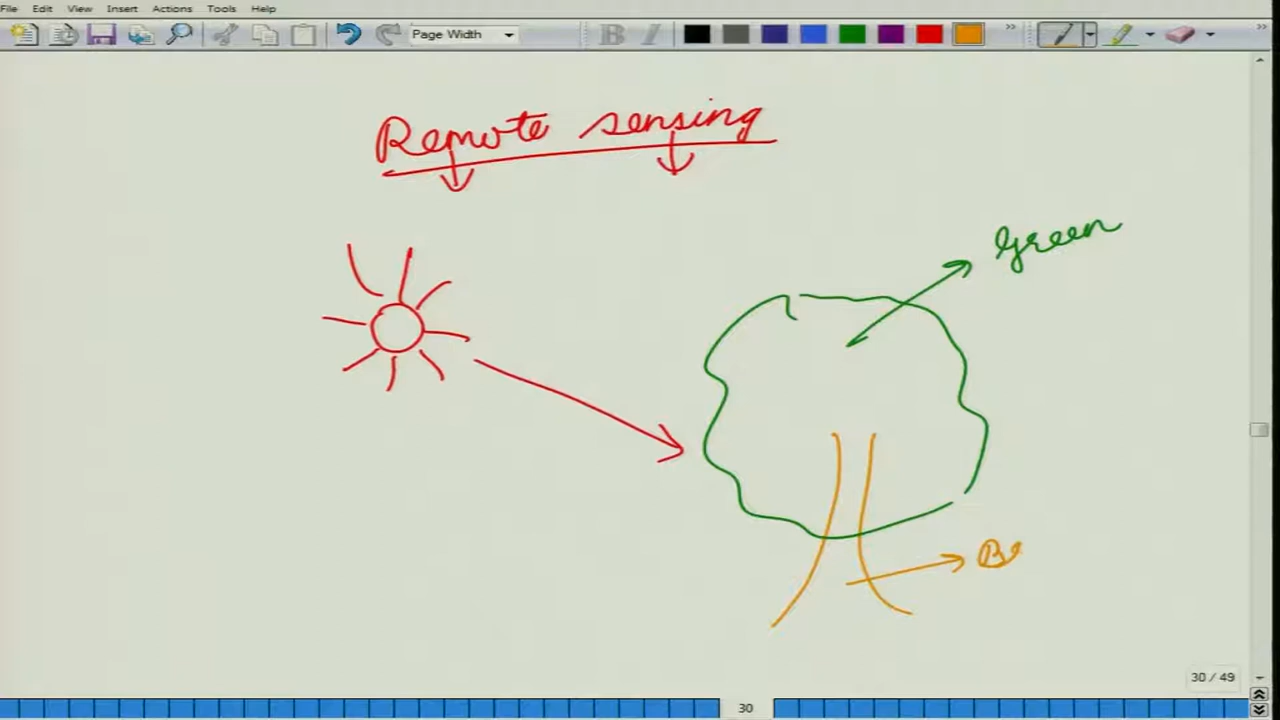 File Edit View Insert Actions Tools Help
Page Width
B I
Remote sensing
Green
30 / 49
30